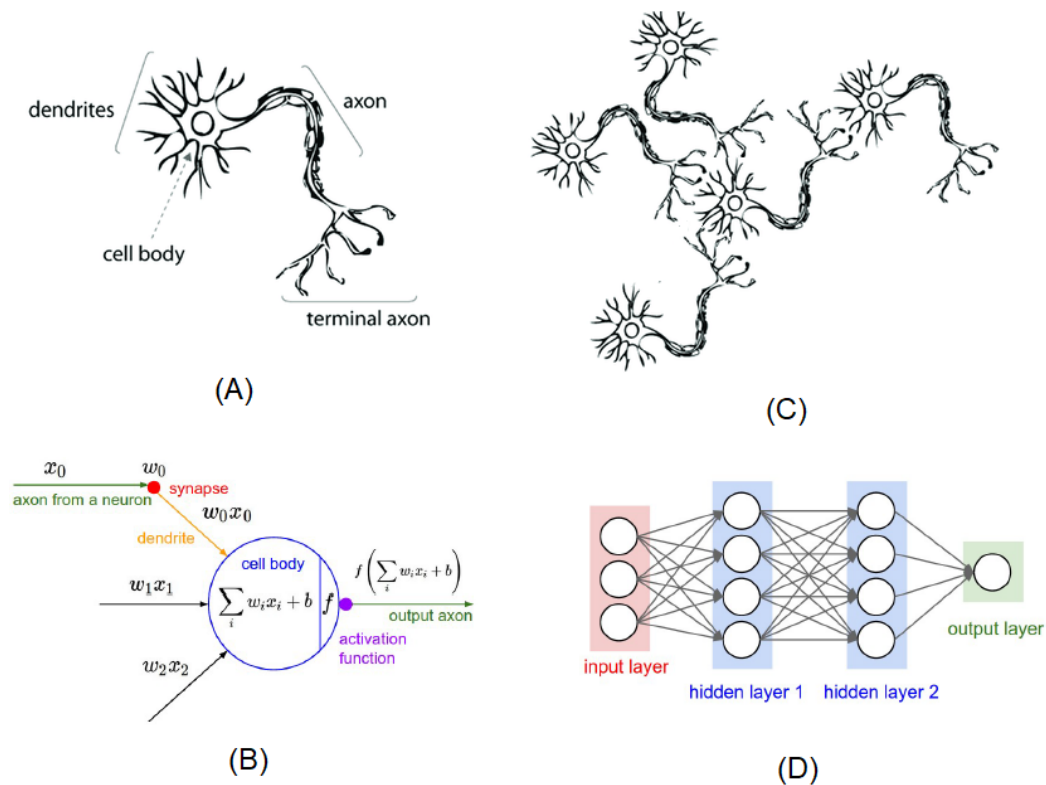 dendrites
axon
cell body
terminal axon
(A)
(C)
x₀
w₀
axon from a neuron
synapse
w₀x₀
dendrite
w₁x₁
w₂x₂
cell body
∑ᵢ wᵢxᵢ + b
f
f(∑ᵢ wᵢxᵢ + b)
output axon
activation
function
(B)
input layer
hidden layer 1
hidden layer 2
output layer
(D)